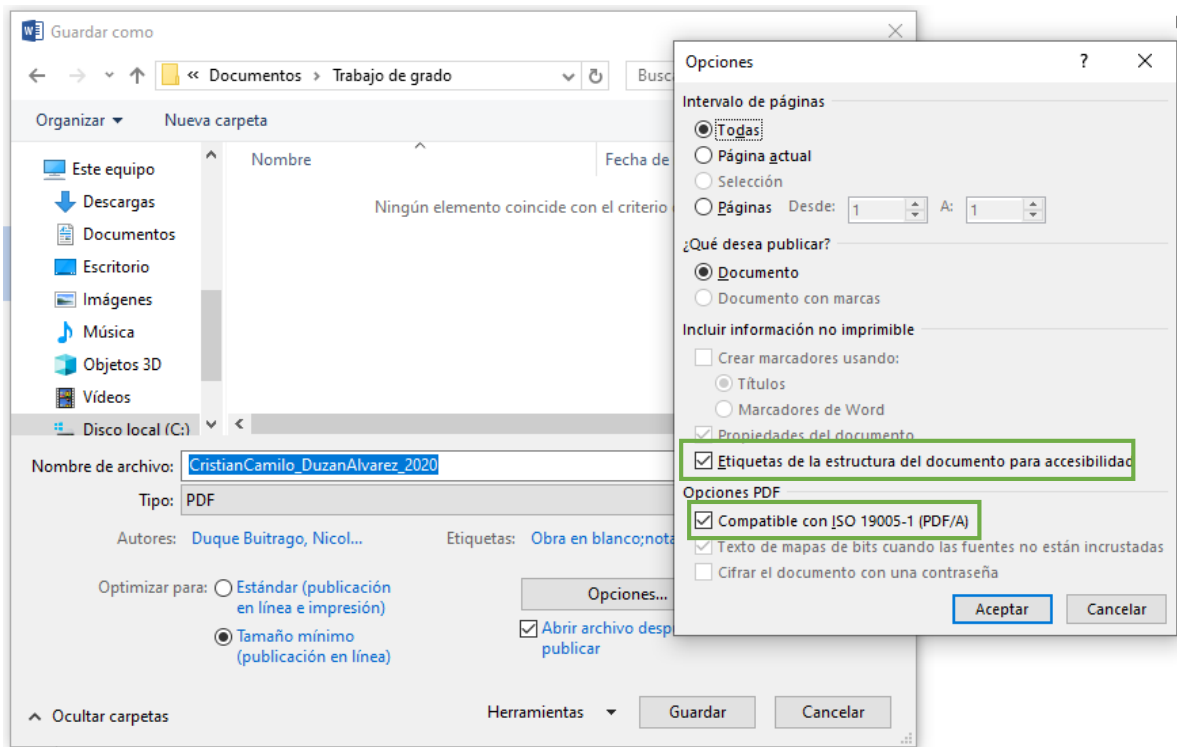 Guardar como
« Documentos › Trabajo de grado
Organizar
Nueva carpeta
Este equipo
Descargas
Documentos
Escritorio
Imágenes
Música
Objetos 3D
Vídeos
Disco local (C:)
Nombre
Fecha de
Ningún elemento coincide con el criterio
Nombre de archivo: CristianCamilo_DuzanAlvarez_2020
Tipo: PDF
Autores: Duque Buitrago, Nicol...
Etiquetas: Obra en blanco;nota
Optimizar para:
Estándar (publicación
en línea e impresión)
Tamaño mínimo
(publicación en línea)
Opciones...
Abrir archivo desp
publicar
Ocultar carpetas
Herramientas
Guardar
Cancelar
Opciones
?
Intervalo de páginas
Todas
Página actual
Selección
Páginas Desde: 1 A: 1
¿Qué desea publicar?
Documento
Documento con marcas
Incluir información no imprimible
Crear marcadores usando:
Títulos
Marcadores de Word
Propiedades del documento
Etiquetas de la estructura del documento para accesibilidad
Opciones PDF
Compatible con ISO 19005-1 (PDF/A)
Texto de mapas de bits cuando las fuentes no están incrustadas
Cifrar el documento con una contraseña
Aceptar
Cancelar